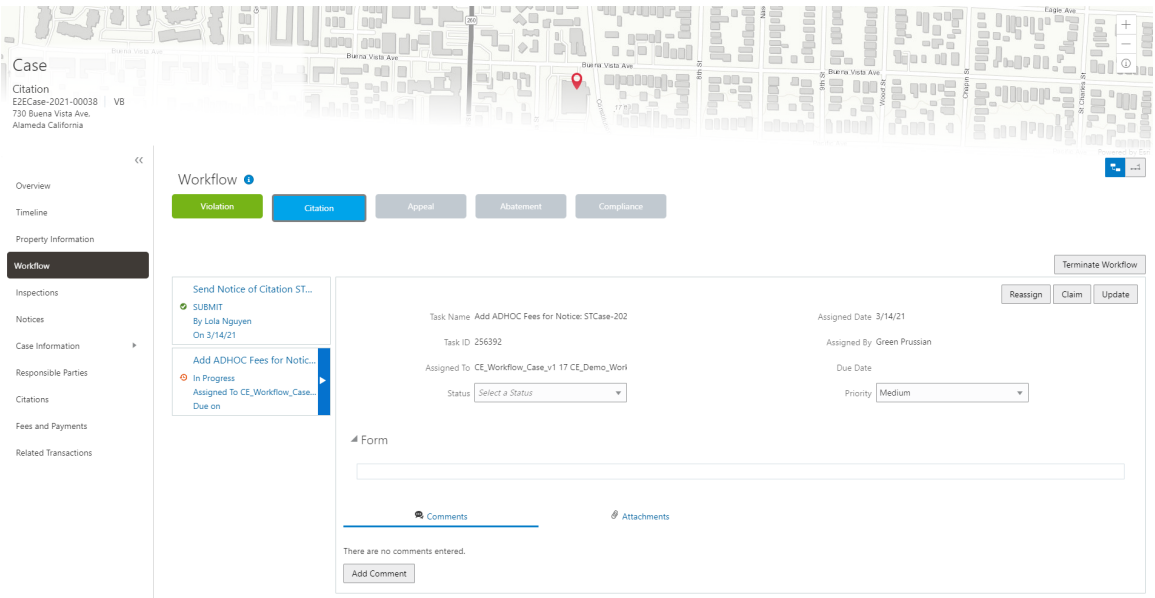 Eagle Ave
260
Buena Vista Ave
Buena Vista Ave
Buena Vista Ave
Buena Vista Ave
8th St
9th St
Wood St
Chapin St
St Charles St
Case
Citation
E2ECase-2021-00038 | VB
730 Buena Vista Ave,
Alameda California
Powered by Esri
Overview
Timeline
Property Information
Workflow
Inspections
Notices
Case Information
Responsible Parties
Citations
Fees and Payments
Related Transactions
Workflow
Violation
Citation
Appeal
Abatement
Compliance
Terminate Workflow
Send Notice of Citation ST...
SUBMIT
By Lola Nguyen
On 3/14/21
Add ADHOC Fees for Notic...
In Progress
Assigned To CE_Workflow_Case...
Due on
Reassign Claim Update
Task Name Add ADHOC Fees for Notice: STCase-202
Assigned Date 3/14/21
Task ID 256392
Assigned By Green Prussian
Assigned To CE_Workflow_Case_v1 17 CE_Demo_Work
Due Date
Status Select a Status
Priority Medium
Form
Comments
Attachments
There are no comments entered.
Add Comment